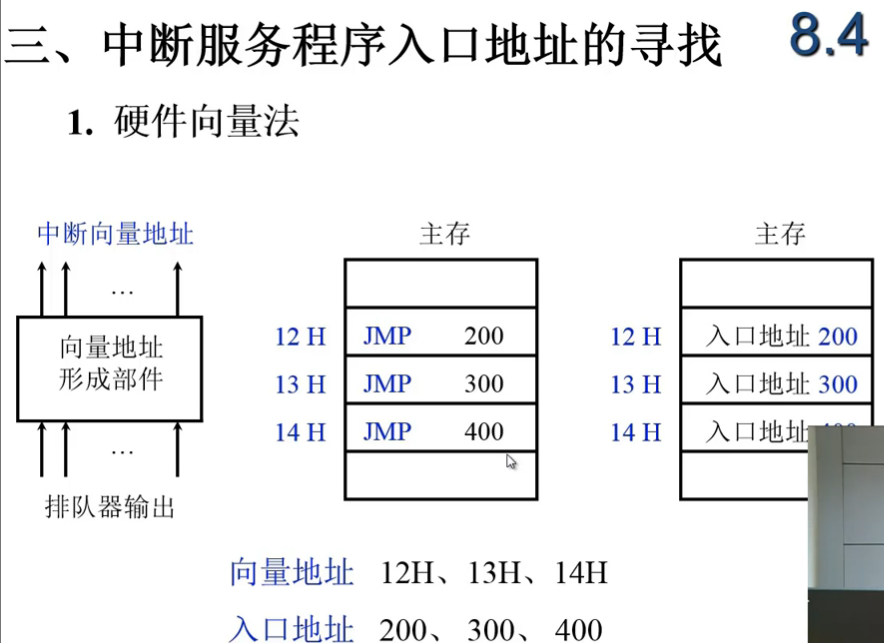 三、中断服务程序入口地址的寻找 8.4
1. 硬件向量法
中断向量地址
…
向量地址
形成部件
…
排队器输出
主存
12 H JMP 200
13 H JMP 300
14 H JMP 400
主存
12 H 入口地址 200
13 H 入口地址 300
14 H 入口地址
向量地址 12H、13H、14H
入口地址 200、 300、 400